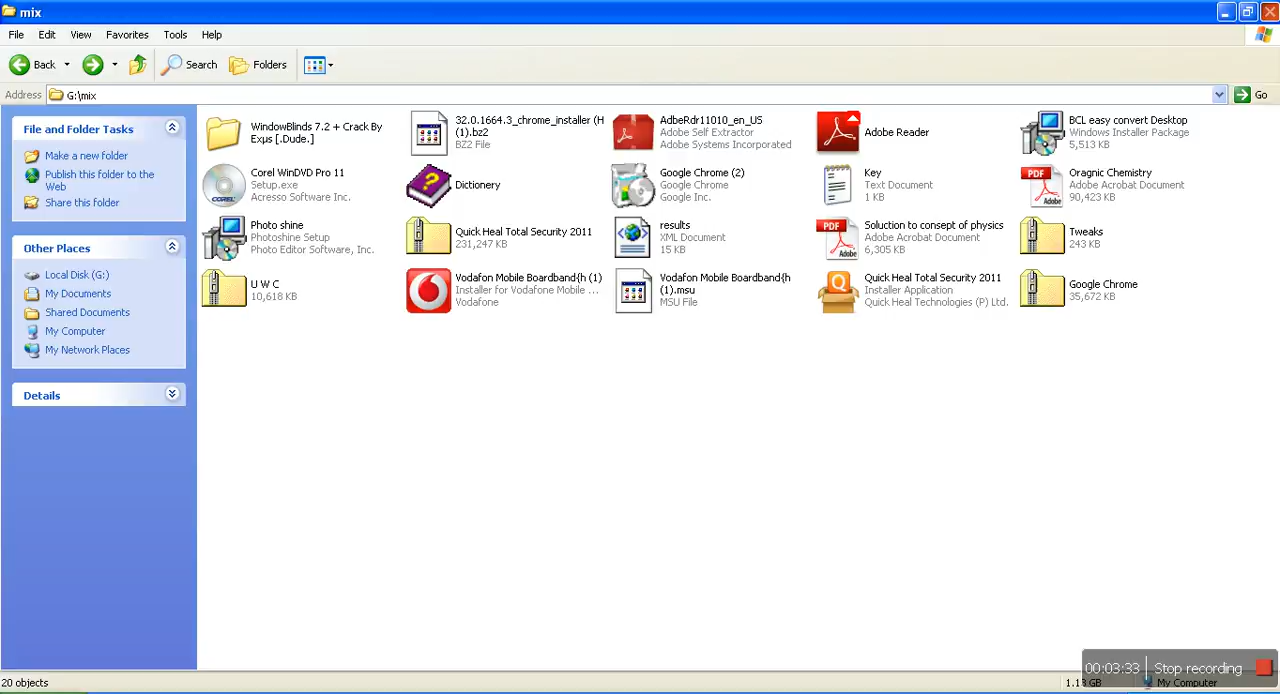 mix
File Edit View Favorites Tools Help
Back Search Folders
Address G:\mix Go
File and Folder Tasks
Make a new folder
Publish this folder to the
Web
Share this folder
Other Places
Local Disk (G:)
My Documents
Shared Documents
My Computer
My Network Places
Details
WindowBlinds 7.2 + Crack By
Exµs [.Dude.]
32.0.1664.3_chrome_installer (H
(1).bz2
BZ2 File
AdbeRdr11010_en_US
Adobe Self Extractor
Adobe Systems Incorporated
Adobe Reader
BCL easy convert Desktop
Windows Installer Package
5,513 KB
Corel WinDVD Pro 11
Setup.exe
Acresso Software Inc.
COREL
Dictionery
Google Chrome (2)
Google Chrome
Google Inc.
Key
Text Document
1 KB
PDF
Adobe
Oragnic Chemistry
Adobe Acrobat Document
90,423 KB
Photo shine
Photoshine Setup
Photo Editor Software, Inc.
Quick Heal Total Security 2011
231,247 KB
results
XML Document
15 KB
PDF
Adobe
Soluction to consept of physics
Adobe Acrobat Document
6,305 KB
Tweaks
243 KB
U W C
10,618 KB
Vodafon Mobile Boardband{h (1)
Installer for Vodafone Mobile ...
Vodafone
Vodafon Mobile Boardband{h
(1).msu
MSU File
Quick Heal Total Security 2011
Installer Application
Quick Heal Technologies (P) Ltd.
Google Chrome
35,672 KB
00:03:33 Stop recording
20 objects
GB
My Computer